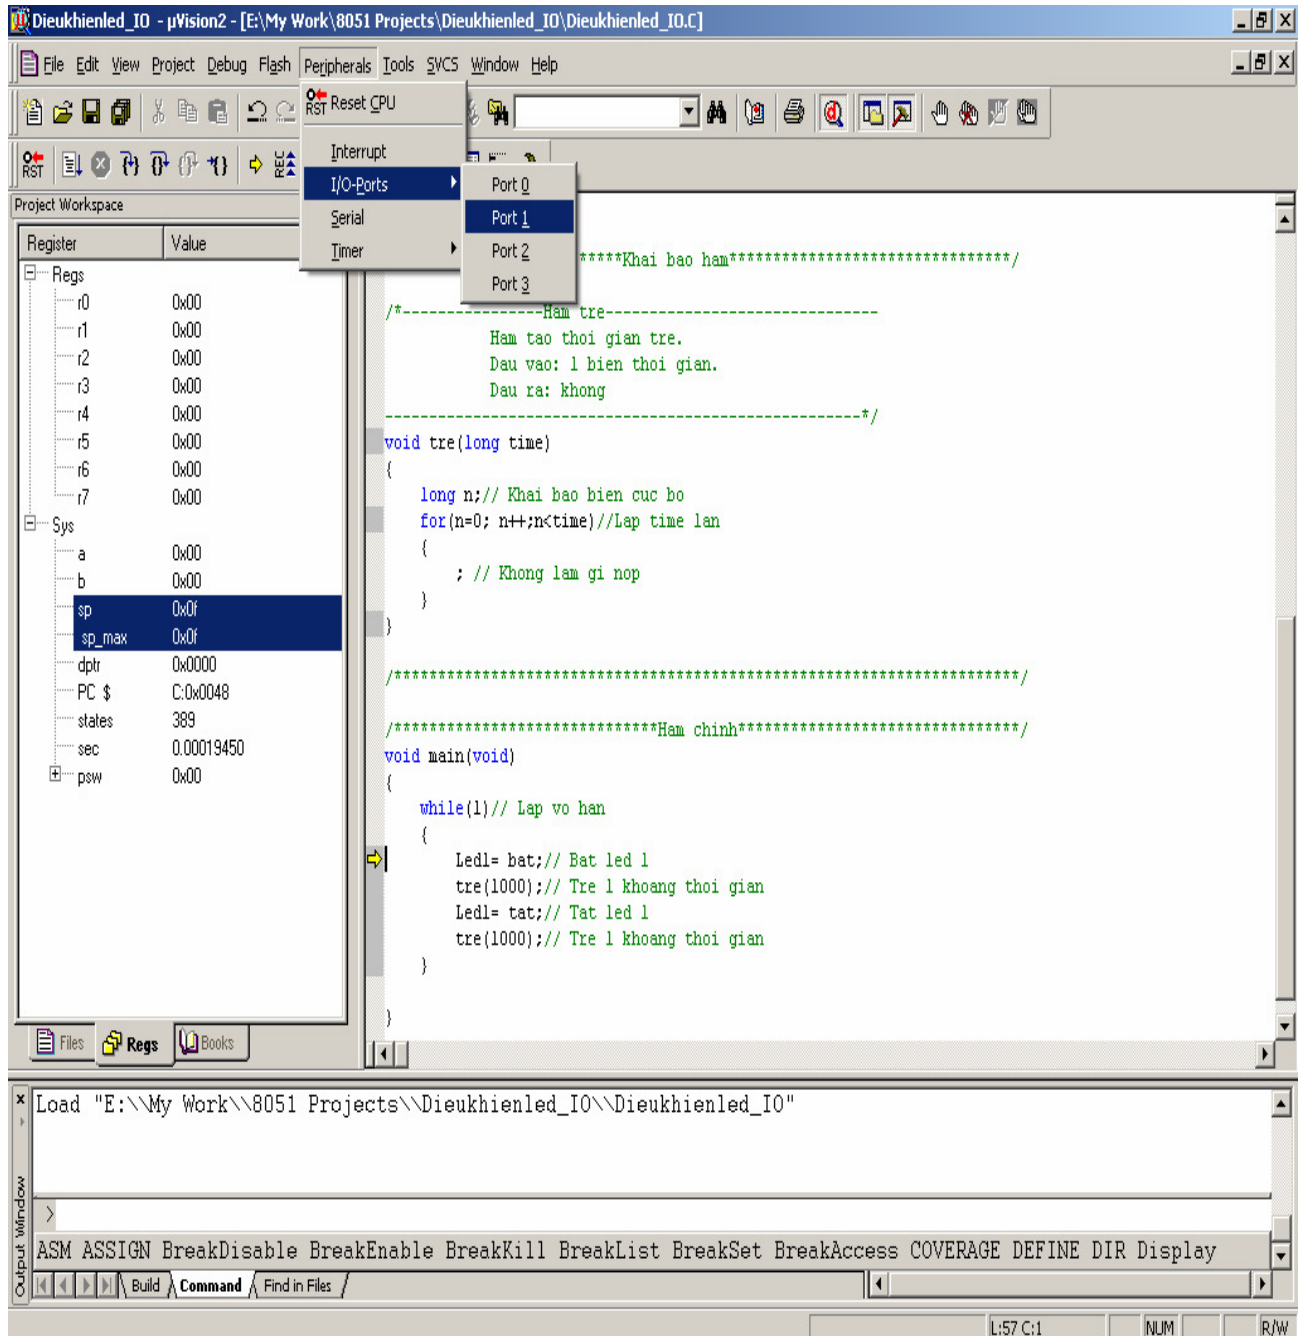 Dieukhienled_IO - µVision2 - [E:\My Work\8051 Projects\Dieukhienled_IO\Dieukhienled_IO.C]
File Edit View Project Debug Flash Peripherals Tools SVCS Window Help
RST Reset CPU
Interrupt
I/O-Ports
Serial
Timer
Port 0
Port 1
Port 2
Port 3
RST
REC
Project Workspace
Register Value
Regs
r0 0x00
r1 0x00
r2 0x00
r3 0x00
r4 0x00
r5 0x00
r6 0x00
r7 0x00
Sys
a 0x00
b 0x00
sp 0x0f
sp_max 0x0f
dptr 0x0000
PC $ C:0x0048
states 389
sec 0.00019450
psw 0x00
Files Regs Books
*****Khai bao ham********************************/
/*----------------Ham tre-------------------------------
Ham tao thoi gian tre.
Dau vao: 1 bien thoi gian.
Dau ra: khong
------------------------------------------------------*/
void tre(long time)
{
long n;// Khai bao bien cuc bo
for(n=0; n++;n<time)//Lap time lan
{
; // Khong lam gi nop
}
}
/***********************************************************************/
/******************************Ham chinh********************************/
void main(void)
{
while(1)// Lap vo han
{
Led1= bat;// Bat led 1
tre(1000);// Tre 1 khoang thoi gian
Led1= tat;// Tat led 1
tre(1000);// Tre 1 khoang thoi gian
}
}
Load "E:\\My Work\\8051 Projects\\Dieukhienled_IO\\Dieukhienled_IO"
>
ASM ASSIGN BreakDisable BreakEnable BreakKill BreakList BreakSet BreakAccess COVERAGE DEFINE DIR Display
Output Window
Build Command Find in Files
L:57 C:1 NUM R/W